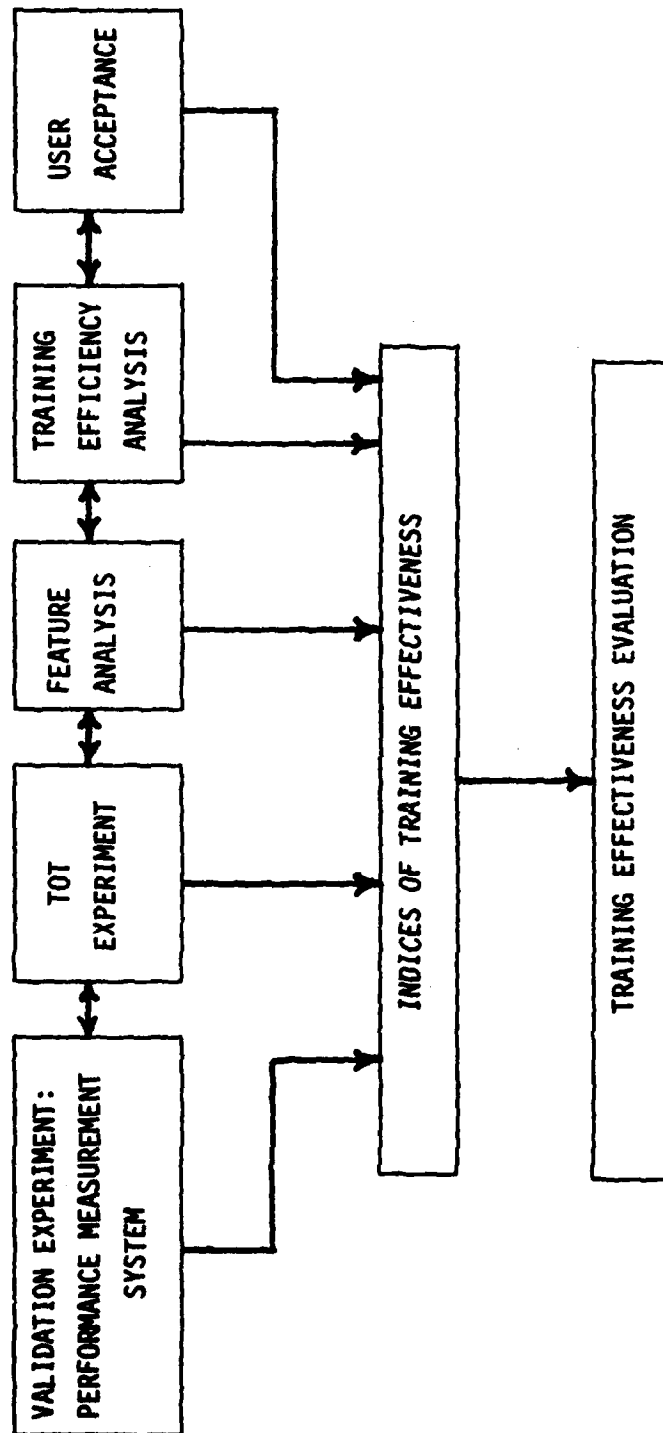 VALIDATION EXPERIMENT:
PERFORMANCE MEASUREMENT
SYSTEM
TOT
EXPERIMENT
FEATURE
ANALYSIS
TRAINING
EFFICIENCY
ANALYSIS
USER
ACCEPTANCE
INDICES OF TRAINING EFFECTIVENESS
TRAINING EFFECTIVENESS EVALUATION